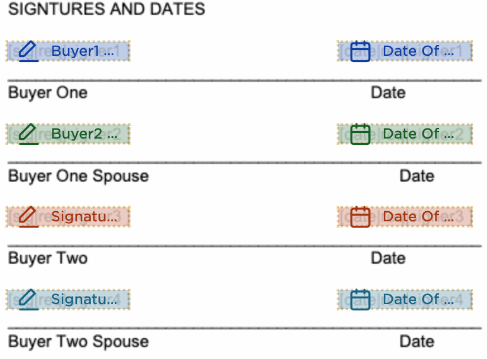 SIGNTURES AND DATES
Buyer1 ... Date Of ...
Buyer One Date
Buyer2 ... Date Of ...
Buyer One Spouse Date
Signatu... Date Of ...
Buyer Two Date
Signatu... Date Of ...
Buyer Two Spouse Date